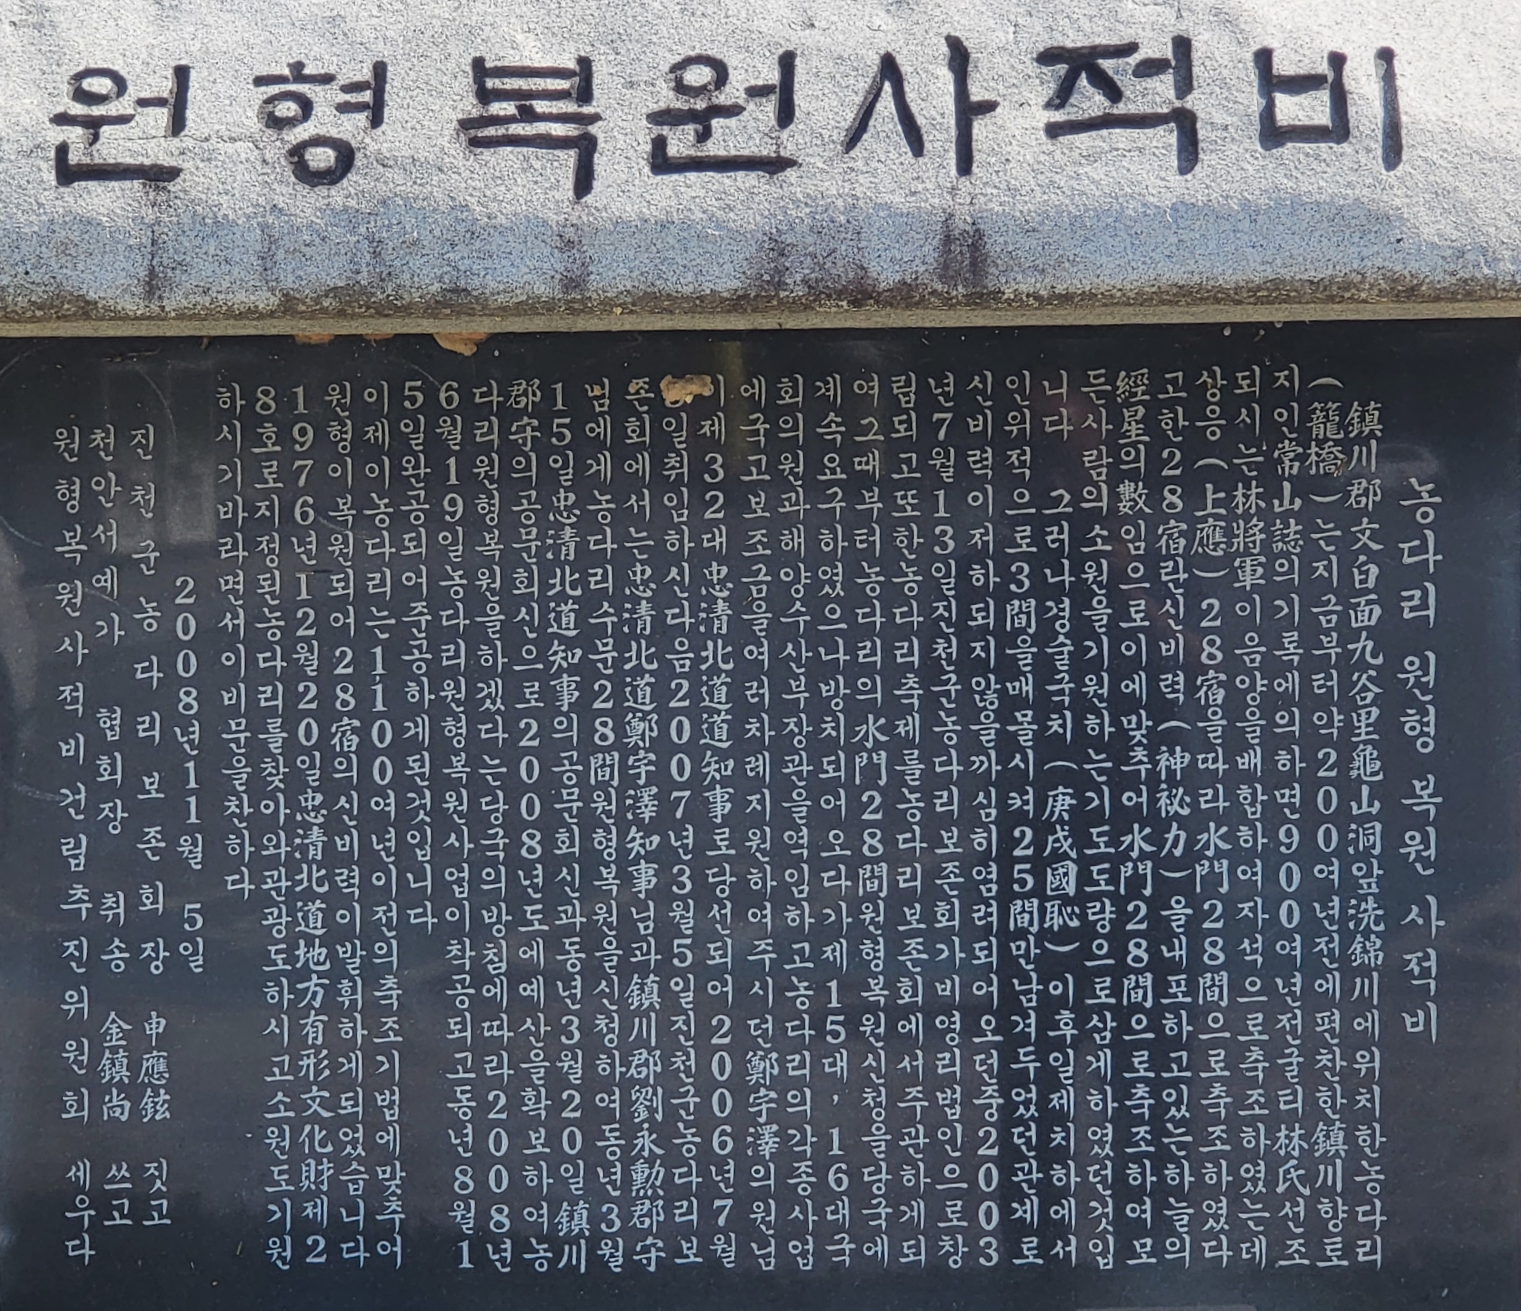 원형복원사적비
농다리 원형복원사적비
鎭川郡文白面九谷里龜山洞앞洗錦川에위치한농다리
(籠橋)는지금부터약200여년전에편찬한鎭川향토
지인常山誌의기록에의하면900여년전굴티林氏선조
되시는林將軍이음양을배합하여자석으로축조하였는데
상응(上應)28宿을따라水門28間으로축조하였다
고한28宿란신비력(神祕力)을내포하고있는하늘의
經星의數임으로이에맞추어水門28間으로축조하여모
든사람의소원을기원하는기도도량으로삼게하였던것입
니다 그러나경술국치 (庚戌國恥)이후일제치하에서
인위적으로3間을매몰시켜25間만남겨두었던관계로
신비력이저하되지않을까심히염려되어오던중2003
년7월13일진천군농다리보존회가비영리법인으로창
립되고또한농다리축제를농다리보존회에서주관하게되
여그때부터농다리의水門28間원형복원신청을당국에
계속요구하였으나방치되어오다가제15대,16대국
회의원과해양수산부장관을역임하고농다리의각종사업
에국고보조금을여러차례지원하여주시던鄭宇澤의원님
이제32대忠淸北道道知事로당선되어2006년7월
일취임하신다음2007년3월5일진천군농다리보
존회에서는忠淸北道鄭宇澤知事님과鎭川郡劉永勳郡守
님에게농다리수문28間원형복원을신청하여동년3월
15일忠淸北道知事의공문회신과동년3월20일鎭川
郡守의공문회신으로2008년도에예산을확보하여농
다리원형복원을하겠다는당국의방침에따라2008년
6월19일농다리원형복원사업이착공되고동년8월1
5일완공되어준공하게된것입니다
이제이농다리는1100여년이전의축조기법에맞추어
원형이복원되어28宿의신비력이발휘하게되었습니다
1976년12월20일忠淸北道地方有形文化財제2
8호로지정된농다리를찾아와관광도하시고소원도기원
하시기바라면서이비문을찬하다
2008년11월 5일
진천군농다리보존회장 申應鉉 짓고
천안서예가 협회장 취송 金鎭尚 쓰고
원형복원사적비건립추진위원회 세우다